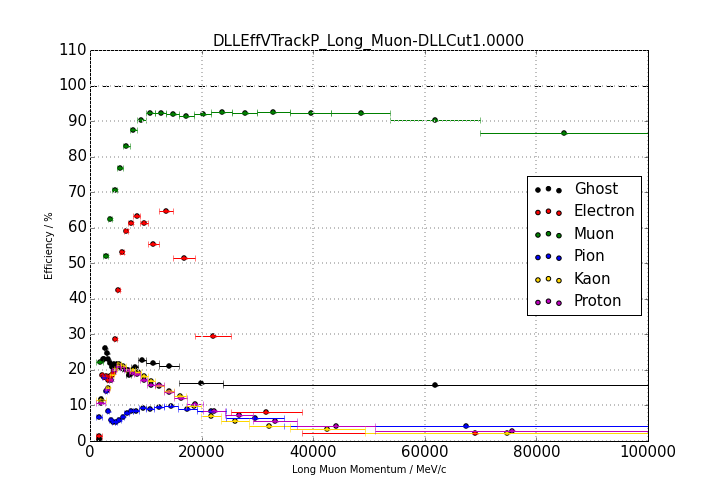 DLLEffVTrackP_Long_Muon-DLLCut1.0000
110
100
90
80
70
60
50
40
30
20
10
0
Efficiency / %
Ghost
Electron
Muon
Pion
Kaon
Proton
0 20000 40000 60000 80000 100000
Long Muon Momentum / MeV/c